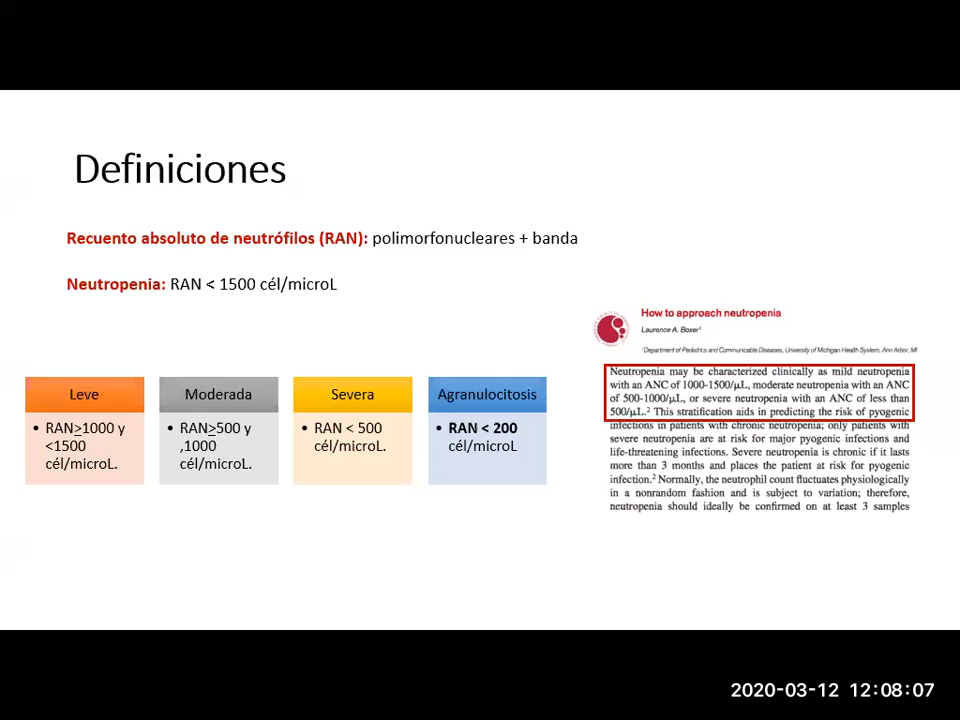 Definiciones
Recuento absoluto de neutrófilos (RAN): polimorfonucleares + banda
Neutropenia: RAN < 1500 cél/microL
Leve
• RAN≥1000 y
<1500
cél/microL.
Moderada
• RAN≥500 y
,1000
cél/microL.
Severa
• RAN < 500
cél/microL.
Agranulocitosis
• RAN < 200
cél/microL
How to approach neutropenia
Laurence A. Boxer¹
¹Department of Pediatrics and Communicable Diseases, University of Michigan Health System, Ann Arbor, MI
Neutropenia may be characterized clinically as mild neutropenia
with an ANC of 1000-1500/μL, moderate neutropenia with an ANC
of 500-1000/μL, or severe neutropenia with an ANC of less than
500/μL.² This stratification aids in predicting the risk of pyogenic
infections in patients with chronic neutropenia; only patients with
severe neutropenia are at risk for major pyogenic infections and
life-threatening infections. Severe neutropenia is chronic if it lasts
more than 3 months and places the patient at risk for pyogenic
infection.² Normally, the neutrophil count fluctuates physiologically
in a nonrandom fashion and is subject to variation; therefore,
neutropenia should ideally be confirmed on at least 3 samples
2020-03-12 12:08:07